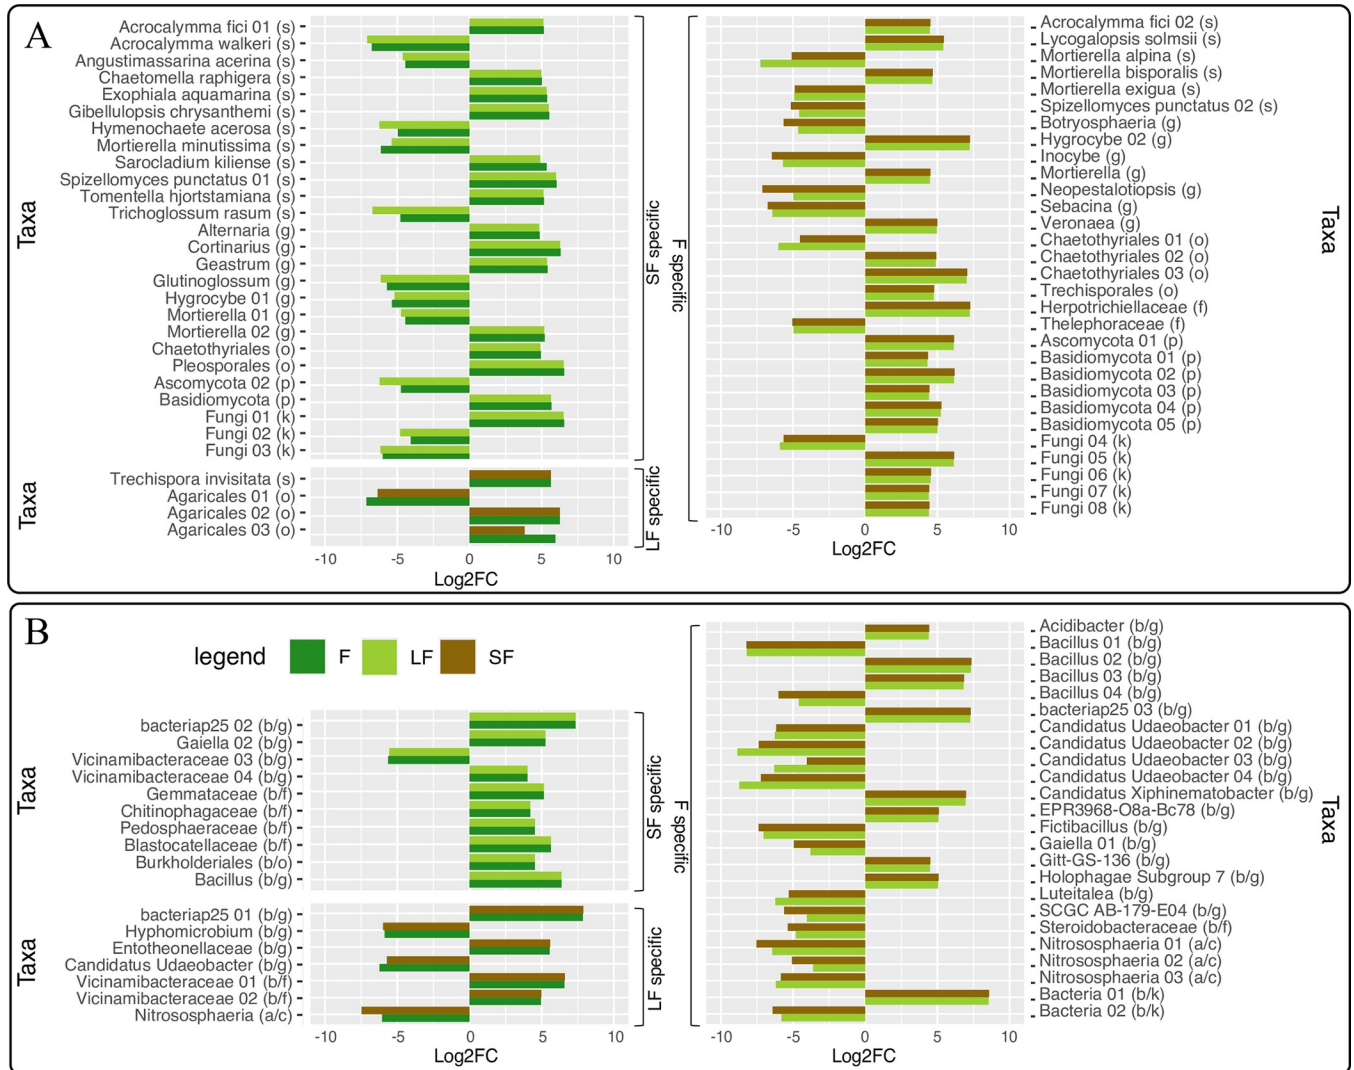 A
Taxa
Acrocalymma fici 01 (s)
Acrocalymma walkeri (s)
Angustimassarina acerina (s)
Chaetomella raphigera (s)
Exophiala aquamarina (s)
Gibellulopsis chrysanthemi (s)
Hymenochaete acerosa (s)
Mortierella minutissima (s)
Sarocladium kiliense (s)
Spizellomyces punctatus 01 (s)
Tomentella hjortstamiana (s)
Trichoglossum rasum (s)
Alternaria (g)
Cortinarius (g)
Geastrum (g)
Glutinoglossum (g)
Hygrocybe 01 (g)
Mortierella 01 (g)
Mortierella 02 (g)
Chaetothyriales (o)
Pleosporales (o)
Ascomycota 02 (p)
Basidiomycota (p)
Fungi 01 (k)
Fungi 02 (k)
Fungi 03 (k)
SF specific
Taxa
Trechispora invisitata (s)
Agaricales 01 (o)
Agaricales 02 (o)
Agaricales 03 (o)
LF specific
-10 -5 0 5 10
Log2FC
F specific
Acrocalymma fici 02 (s)
Lycogalopsis solmsii (s)
Mortierella alpina (s)
Mortierella bisporalis (s)
Mortierella exigua (s)
Spizellomyces punctatus 02 (s)
Botryosphaeria (g)
Hygrocybe 02 (g)
Inocybe (g)
Mortierella (g)
Neopestalotiopsis (g)
Sebacina (g)
Veronaea (g)
Chaetothyriales 01 (o)
Chaetothyriales 02 (o)
Chaetothyriales 03 (o)
Trechisporales (o)
Herpotrichiellaceae (f)
Thelephoraceae (f)
Ascomycota 01 (p)
Basidiomycota 01 (p)
Basidiomycota 02 (p)
Basidiomycota 03 (p)
Basidiomycota 04 (p)
Basidiomycota 05 (p)
Fungi 04 (k)
Fungi 05 (k)
Fungi 06 (k)
Fungi 07 (k)
Fungi 08 (k)
Taxa
-10 -5 0 5 10
Log2FC
B
legend F LF SF
Taxa
bacteriap25 02 (b/g)
Gaiella 02 (b/g)
Vicinamibacteraceae 03 (b/g)
Vicinamibacteraceae 04 (b/g)
Gemmataceae (b/f)
Chitinophagaceae (b/f)
Pedosphaeraceae (b/f)
Blastocatellaceae (b/f)
Burkholderiales (b/o)
Bacillus (b/g)
SF specific
Taxa
bacteriap25 01 (b/g)
Hyphomicrobium (b/g)
Entotheonellaceae (b/g)
Candidatus Udaeobacter (b/g)
Vicinamibacteraceae 01 (b/f)
Vicinamibacteraceae 02 (b/f)
Nitrososphaeria (a/c)
LF specific
-10 -5 0 5 10
Log2FC
F specific
Acidibacter (b/g)
Bacillus 01 (b/g)
Bacillus 02 (b/g)
Bacillus 03 (b/g)
Bacillus 04 (b/g)
bacteriap25 03 (b/g)
Candidatus Udaeobacter 01 (b/g)
Candidatus Udaeobacter 02 (b/g)
Candidatus Udaeobacter 03 (b/g)
Candidatus Udaeobacter 04 (b/g)
Candidatus Xiphinematobacter (b/g)
EPR3968-O8a-Bc78 (b/g)
Fictibacillus (b/g)
Gaiella 01 (b/g)
Gitt-GS-136 (b/g)
Holophagae Subgroup 7 (b/g)
Luteitalea (b/g)
SCGC AB-179-E04 (b/g)
Steroidobacteraceae (b/f)
Nitrososphaeria 01 (a/c)
Nitrososphaeria 02 (a/c)
Nitrososphaeria 03 (a/c)
Bacteria 01 (b/k)
Bacteria 02 (b/k)
Taxa
-10 -5 0 5 10
Log2FC